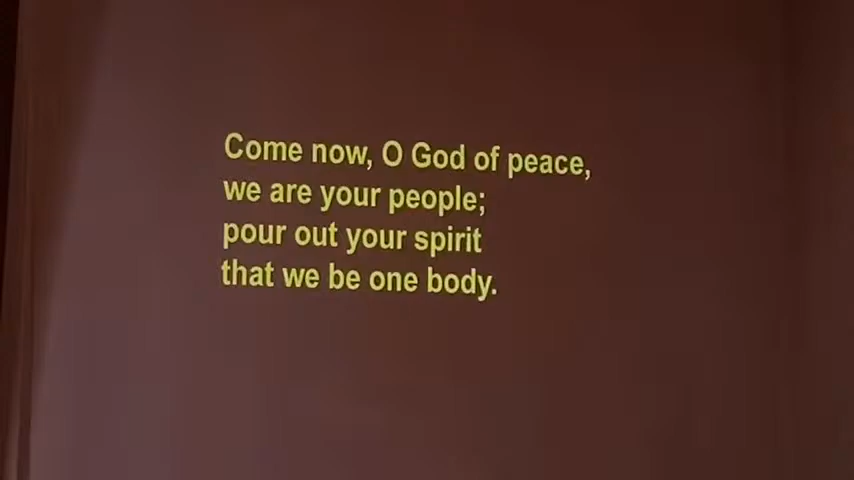 Come now, O God of peace,
we are your people;
pour out your spirit
that we be one body.